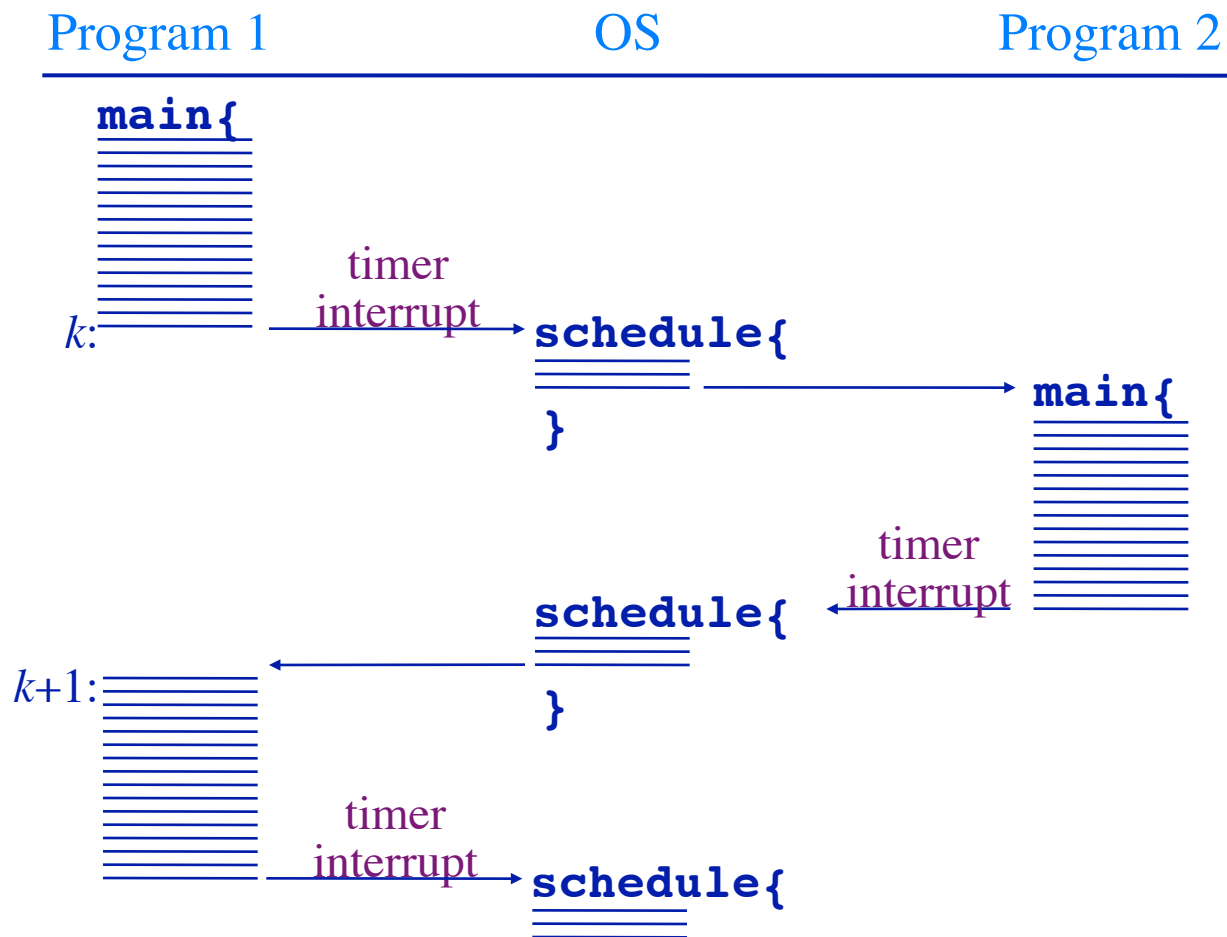 Program 1 OS Program 2
main{
timer
interrupt
k:
schedule{
main{
}
timer
interrupt
schedule{
k+1:
}
timer
interrupt
schedule{